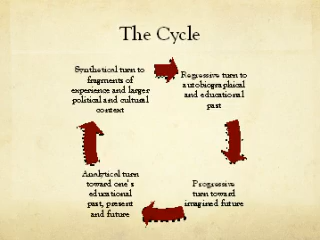 The Cycle
Synthetical turn to
fragments of
experience and larger
political and cultural
context
Regressive turn to
autobiographical
and educational
past
Analytical turn
toward one's
educational
past, present
and future
Progressive
turn toward
imagined future